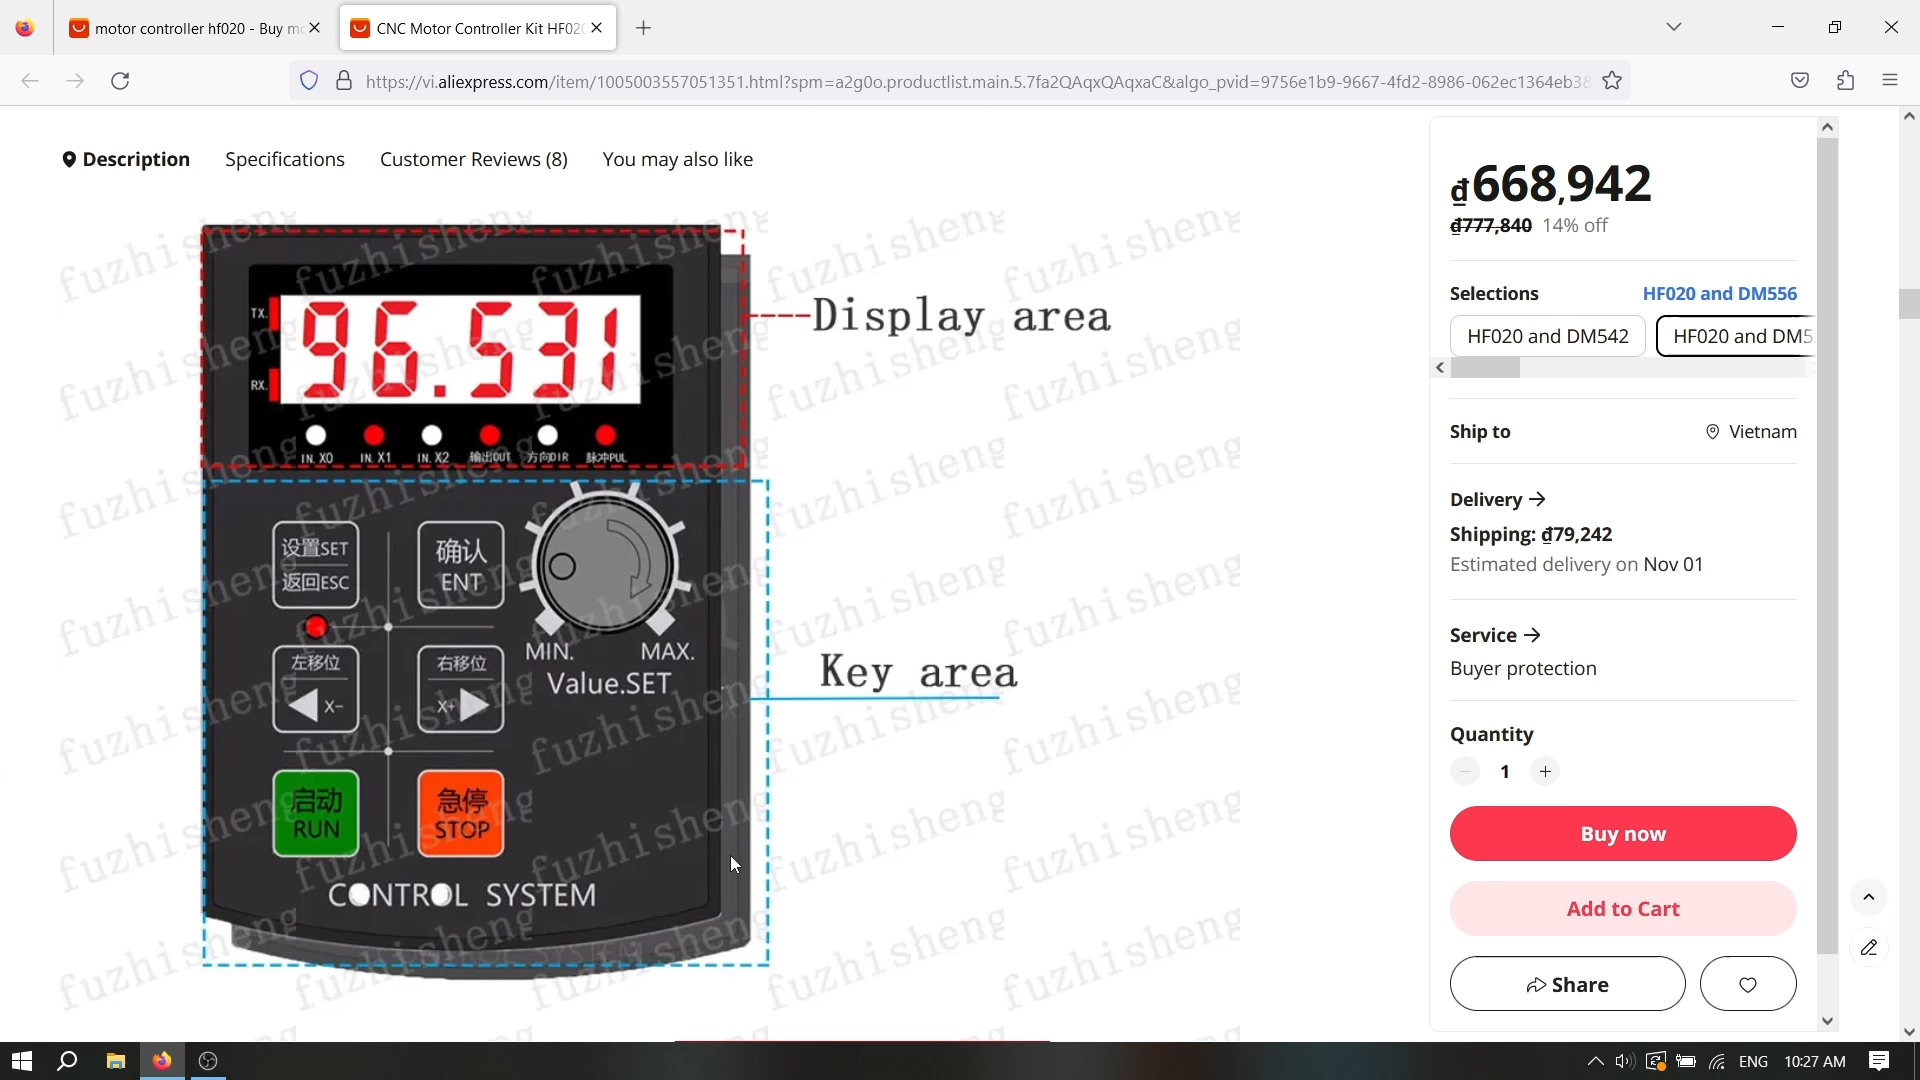 motor controller hf020 - Buy mo
CNC Motor Controller Kit HF020
https://vi.aliexpress.com/item/1005003557051351.html?spm=a2g0o.productlist.main.5.7fa2QAqxQAqxaC&algo_pvid=9756e1b9-9667-4fd2-8986-062ec1364eb38
Description
Specifications
Customer Reviews (8)
You may also like
fuzhisheng
TX.
RX.
96.531
IN. X0
IN. X1
IN. X2
输出OUT
方向DIR
脉冲PUL
Display area
设置SET
返回ESC
确认
ENT
MIN.
MAX.
Value.SET
左移位
X-
右移位
X+
Key area
启动
RUN
急停
STOP
CONTROL SYSTEM
₫668,942
₫777,840 14% off
Selections
HF020 and DM556
HF020 and DM542
HF020 and DM5
Ship to
Vietnam
Delivery
Shipping: ₫79,242
Estimated delivery on Nov 01
Service
Buyer protection
Quantity
1
Buy now
Add to Cart
Share
ENG
10:27 AM